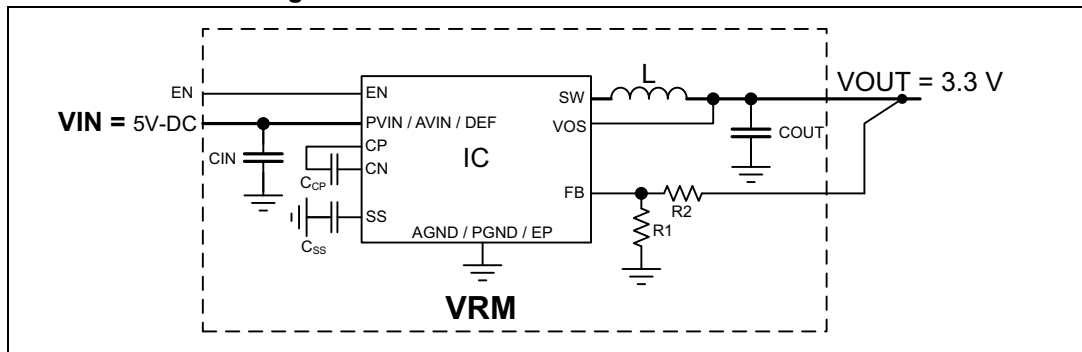 L
VOUT = 3.3 V
EN
EN
SW
VIN = 5V-DC
PVIN / AVIN / DEF
VOS
CP
COUT
CIN
IC
CN
CCP
FB
R2
SS
R1
CSS
AGND / PGND / EP
VRM